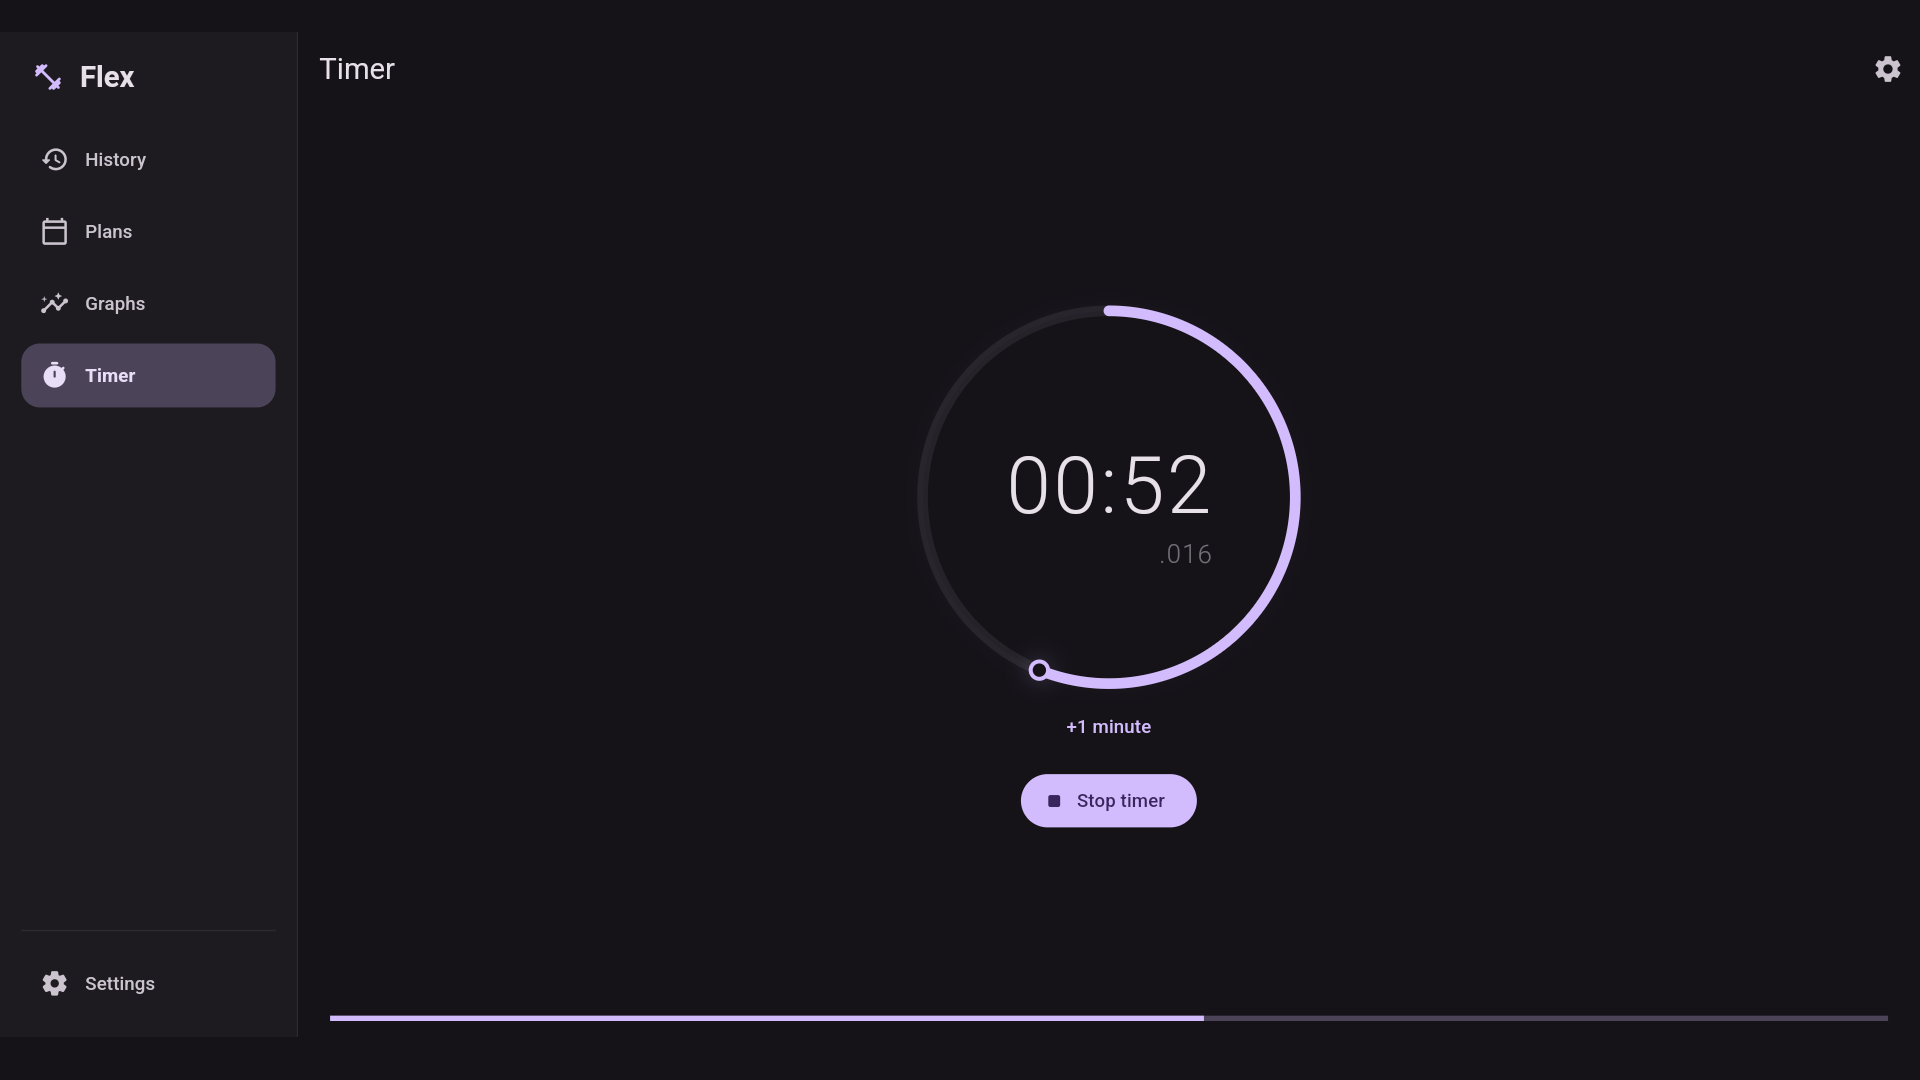 Flex
History
Plans
Graphs
Timer
Settings
Timer
00:52
.016
+1 minute
Stop timer